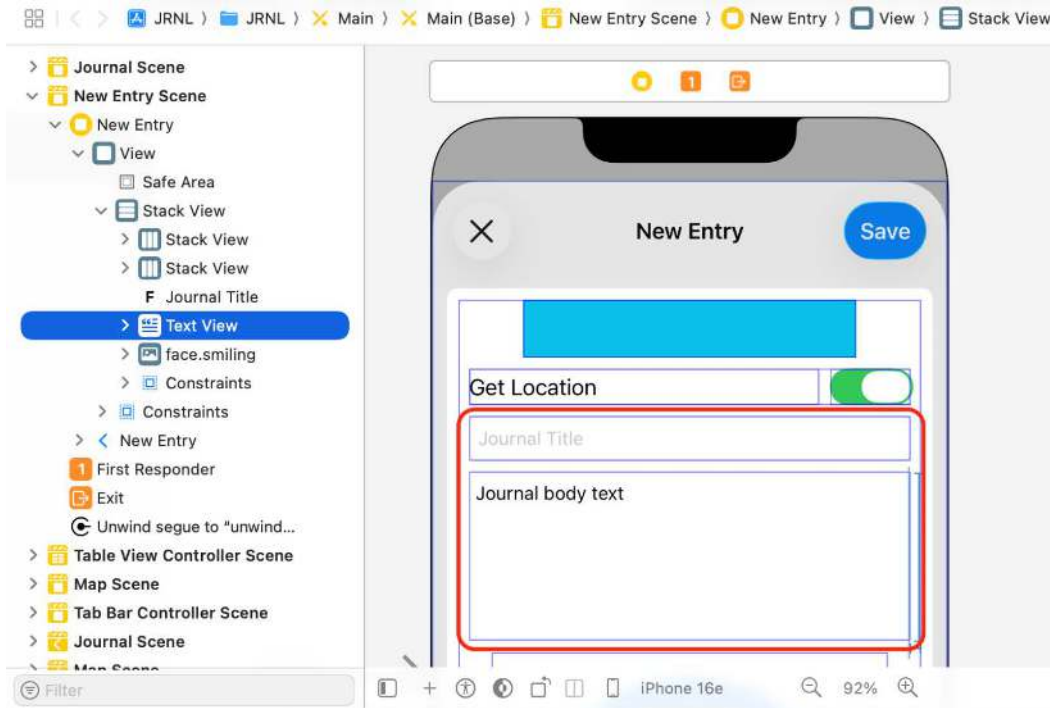 JRNL 〉 JRNL 〉 Main 〉 Main (Base) 〉 New Entry Scene 〉 New Entry 〉 View 〉 Stack View
Journal Scene
New Entry Scene
New Entry
View
Safe Area
Stack View
Stack View
Stack View
F Journal Title
Text View
face.smiling
Constraints
Constraints
New Entry
1 First Responder
Exit
Unwind segue to "unwind...
Table View Controller Scene
Map Scene
Tab Bar Controller Scene
Journal Scene
Map Scene
Filter
1
New Entry
Save
Get Location
Journal Title
Journal body text
iPhone 16e
92%